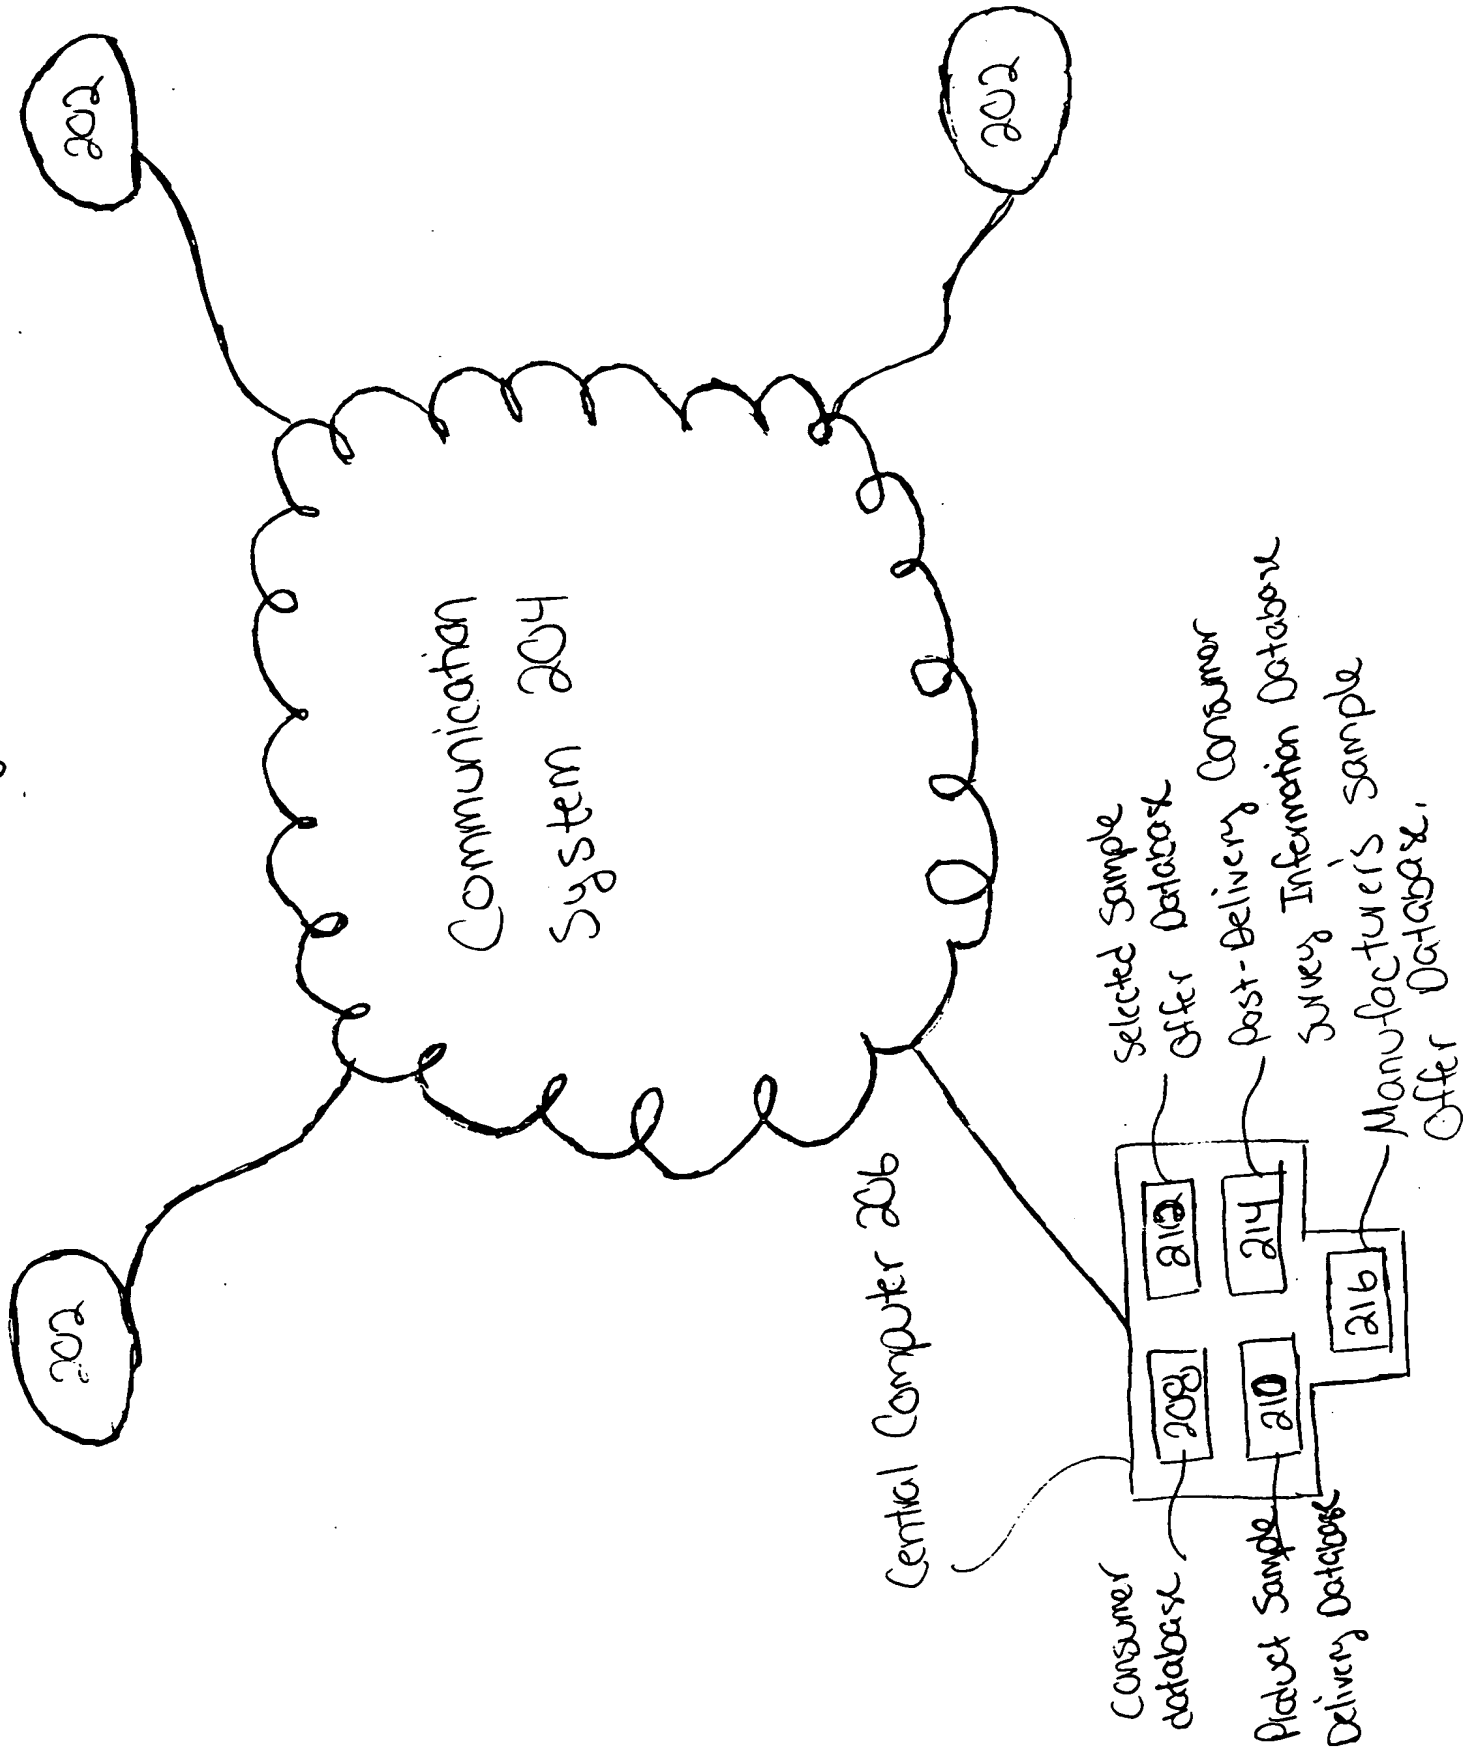 202
202
202
Communication
System 204
Central Computer 206
Consumer
database
208
212
Selected Sample
Offer Database
Product Sample
Delivery Database
210
214
Post-Delivery Consumer
Survey Information Database
216
Manufacturers Sample
Offer Database.